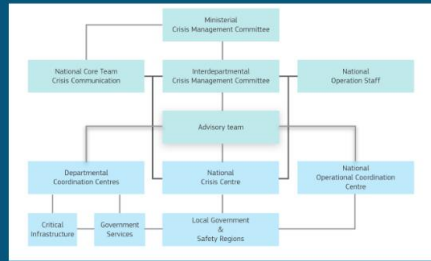 Ministerial
Crisis Management Committee
National Core Team
Crisis Communication
Interdepartmental
Crisis Management Committee
National
Operation Staff
Advisory team
Departmental
Coordination Centres
National
Crisis Centre
National
Operational Coordination
Centre
Critical
Infrastructure
Government
Services
Local Government
&
Safety Regions